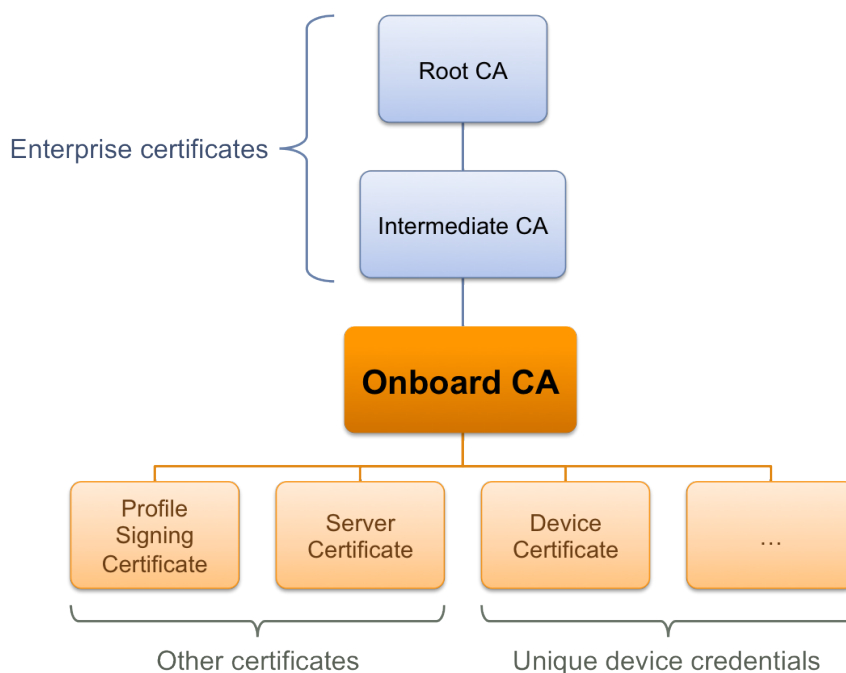 Root CA
Enterprise certificates
Intermediate CA
Onboard CA
Profile
Signing
Certificate
Server
Certificate
Device
Certificate
...
Other certificates
Unique device credentials